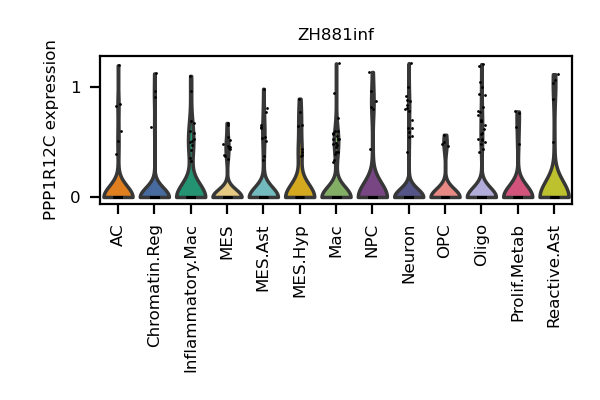 ZH881inf
PPP1R12C expression
1
0
AC
Chromatin.Reg
Inflammatory.Mac
MES
MES.Ast
MES.Hyp
Mac
NPC
Neuron
OPC
Oligo
Prolif.Metab
Reactive.Ast